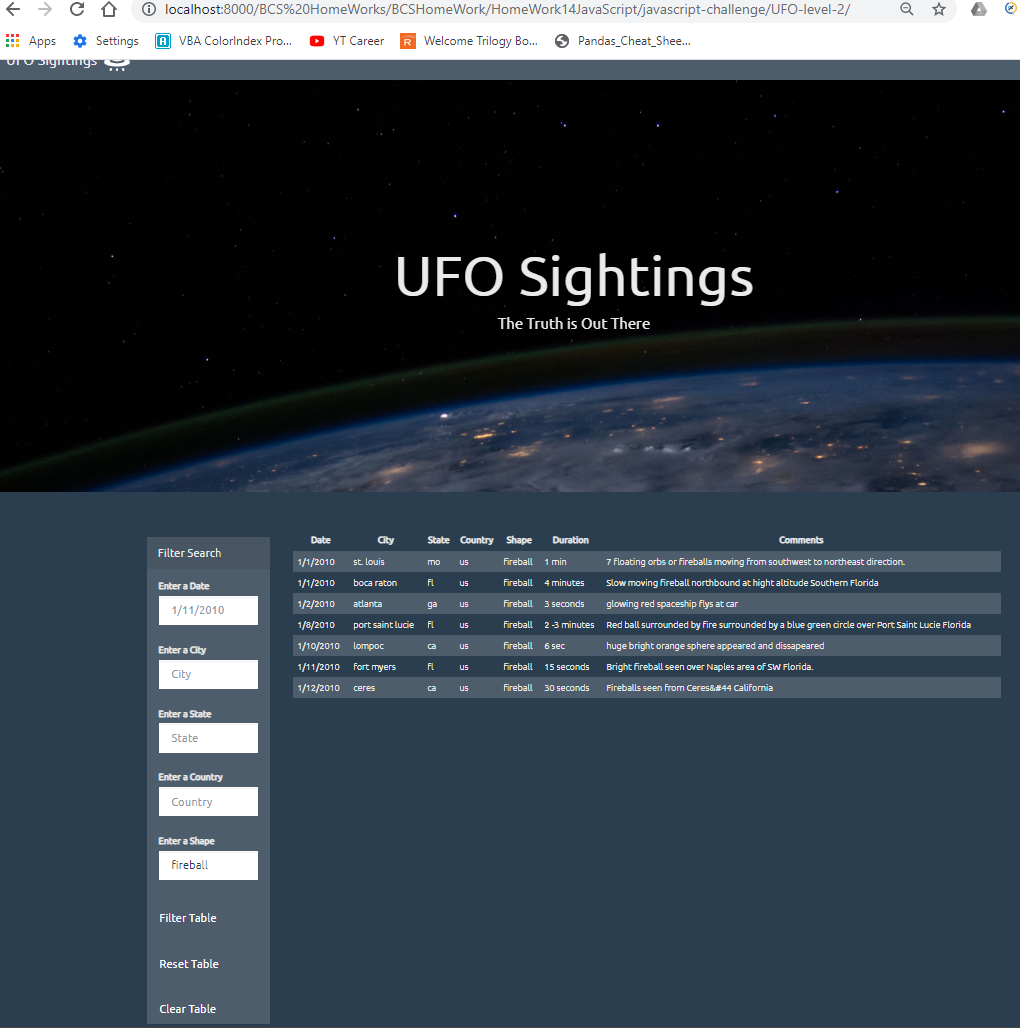 localhost:8000/BCS%20HomeWorks/BCSHomeWork/HomeWork14JavaScript/javascript-challenge/UFO-level-2/
Apps Settings VBA ColorIndex Pro... YT Career Welcome Trilogy Bo... Pandas_Cheat_Shee...
UFO Sightings
UFO Sightings
The Truth is Out There
Filter Search
Enter a Date
1/11/2010
Enter a City
City
Enter a State
State
Enter a Country
Country
Enter a Shape
fireball
Filter Table
Reset Table
Clear Table
Date City State Country Shape Duration Comments
1/1/2010 st. louis mo us fireball 1 min 7 floating orbs or fireballs moving from southwest to northeast direction.
1/1/2010 boca raton fl us fireball 4 minutes Slow moving fireball northbound at hight altitude Southern Florida
1/2/2010 atlanta ga us fireball 3 seconds glowing red spaceship flys at car
1/8/2010 port saint lucie fl us fireball 2 -3 minutes Red ball surrounded by fire surrounded by a blue green circle over Port Saint Lucie Florida
1/10/2010 lompoc ca us fireball 6 sec huge bright orange sphere appeared and dissapeared
1/11/2010 fort myers fl us fireball 15 seconds Bright fireball seen over Naples area of SW Florida.
1/12/2010 ceres ca us fireball 30 seconds Fireballs seen from Ceres&#44 California